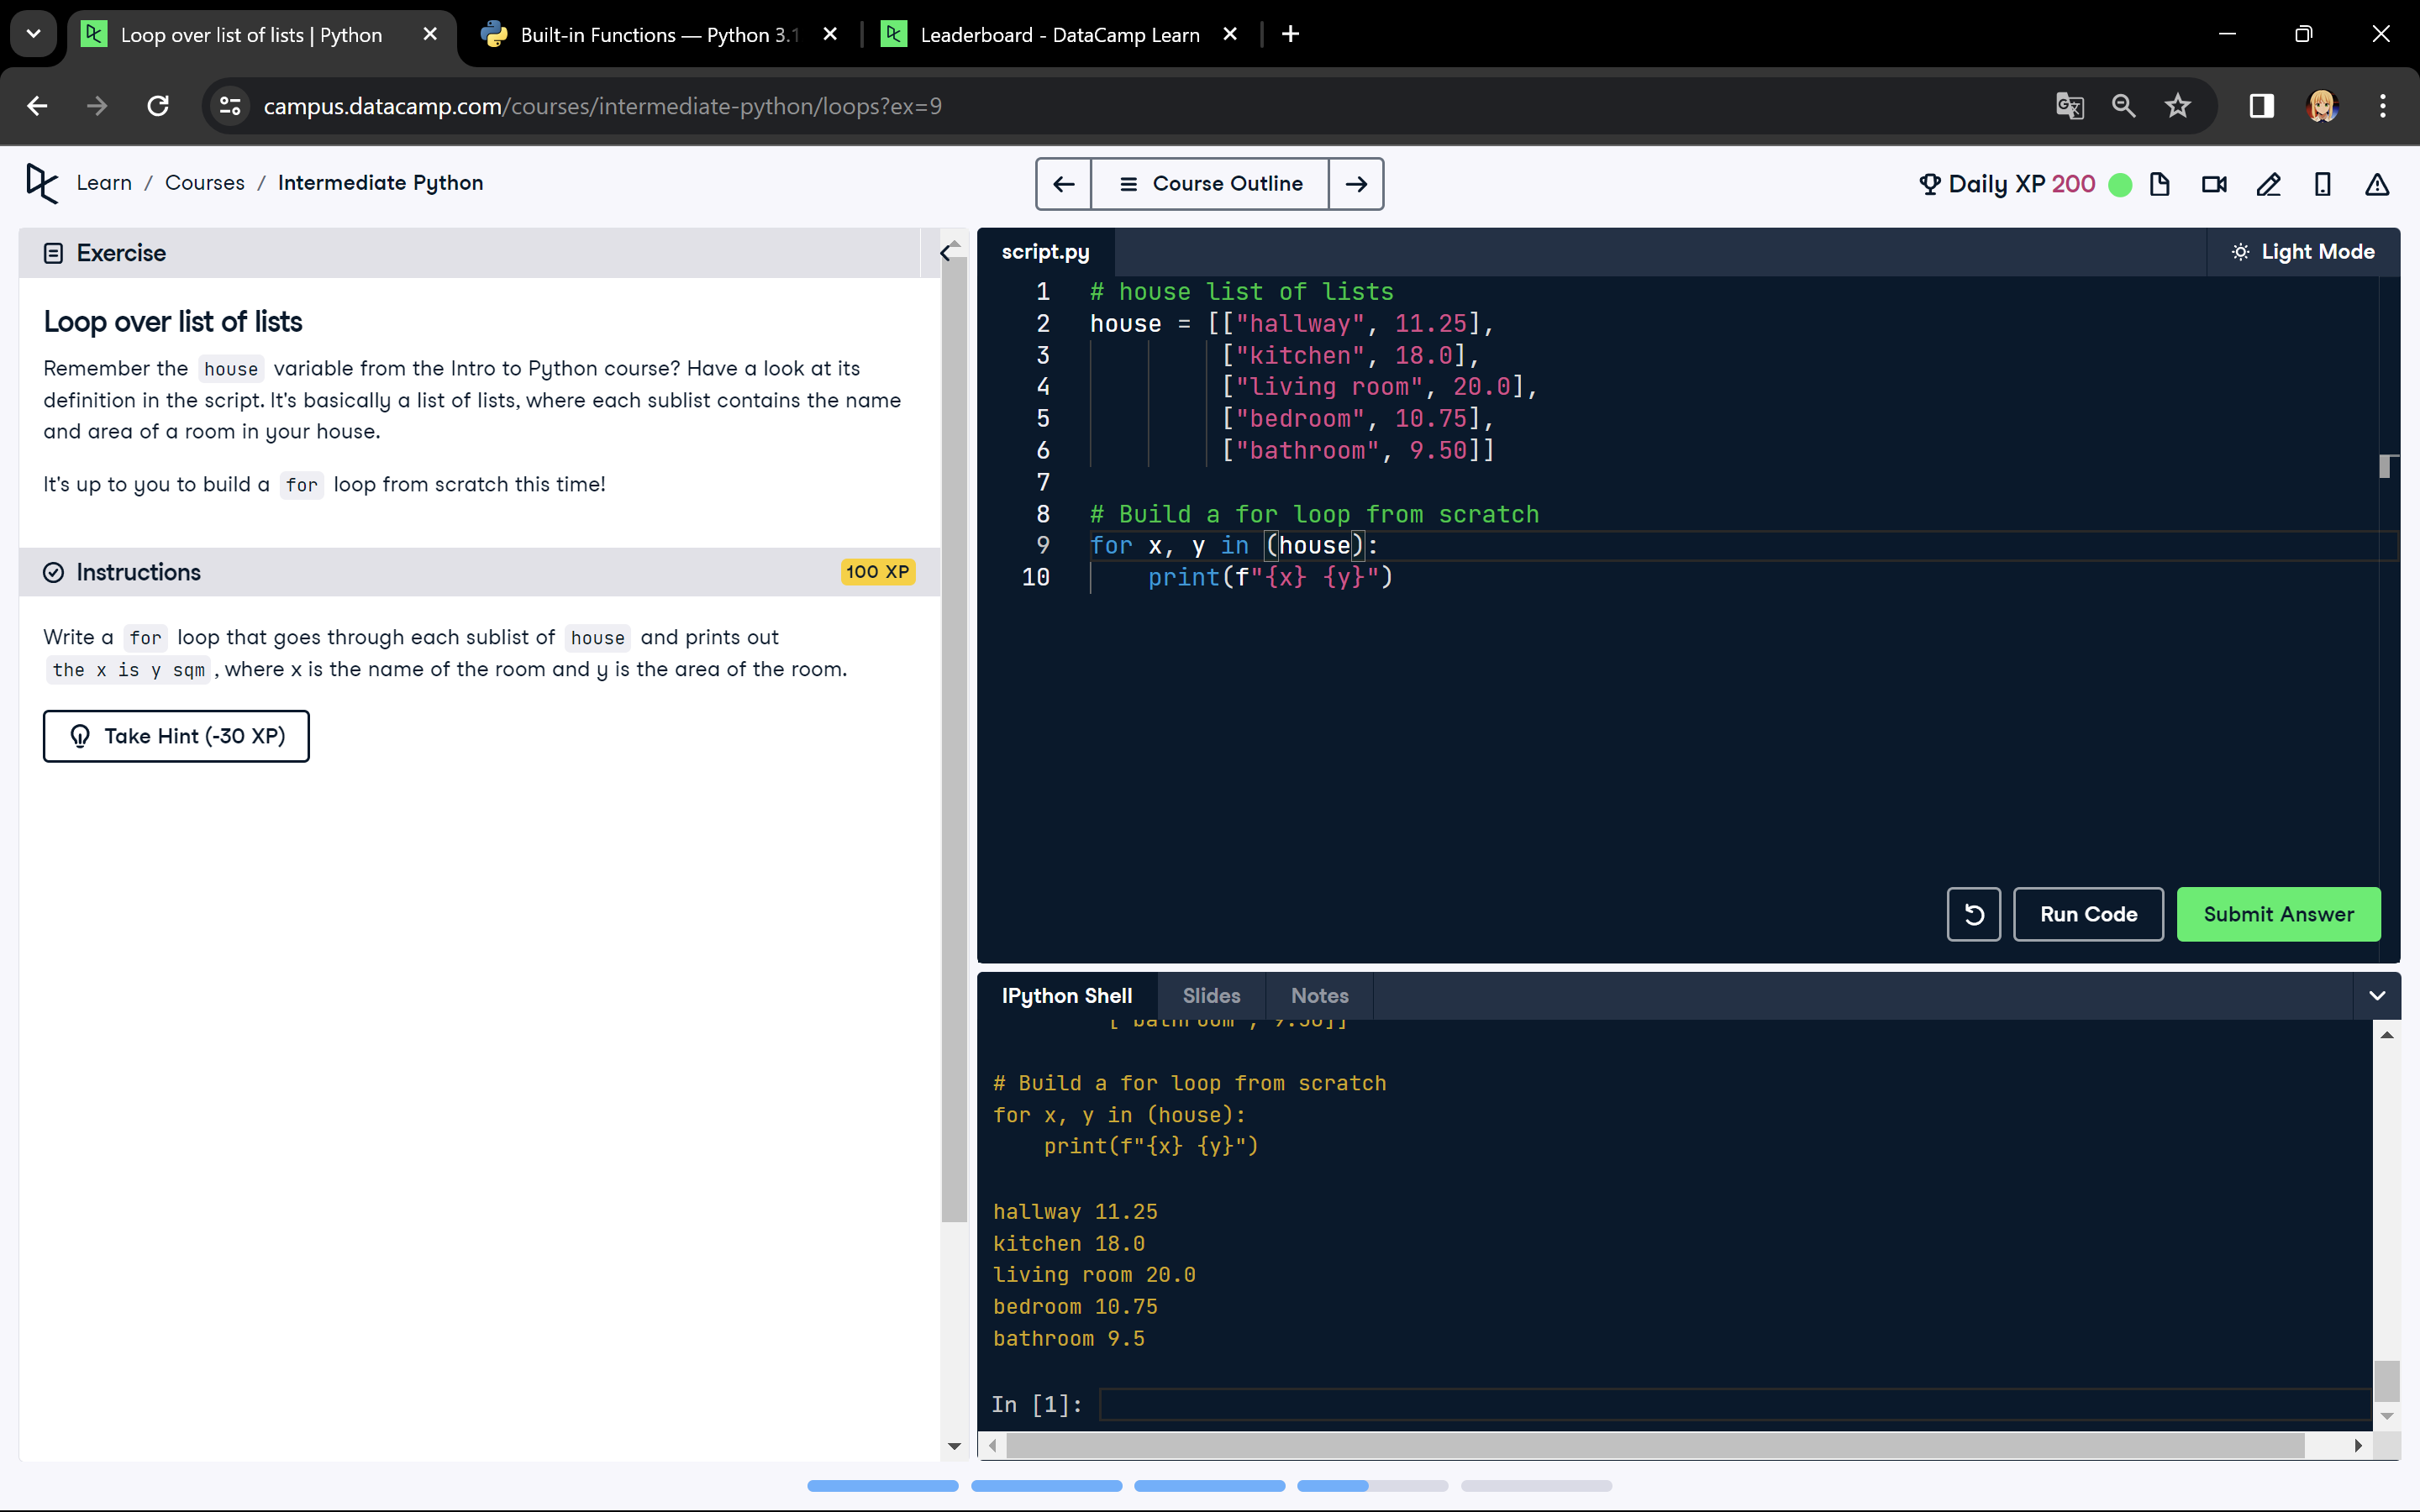 Loop over list of lists | Python
Built-in Functions — Python 3.1
Leaderboard - DataCamp Learn
campus.datacamp.com/courses/intermediate-python/loops?ex=9
Learn / Courses / Intermediate Python
Course Outline
Daily XP 200
Exercise
Loop over list of lists
Remember the house variable from the Intro to Python course? Have a look at its
definition in the script. It's basically a list of lists, where each sublist contains the name
and area of a room in your house.
It's up to you to build a for loop from scratch this time!
Instructions
100 XP
Write a for loop that goes through each sublist of house and prints out
the x is y sqm , where x is the name of the room and y is the area of the room.
Take Hint (-30 XP)
script.py
Light Mode
1 # house list of lists
2 house = [["hallway", 11.25],
3 ["kitchen", 18.0],
4 ["living room", 20.0],
5 ["bedroom", 10.75],
6 ["bathroom", 9.50]]
7
8 # Build a for loop from scratch
9 for x, y in (house):
10 print(f"{x} {y}")
Run Code
Submit Answer
IPython Shell
Slides
Notes
["bathroom", 9.50]]
# Build a for loop from scratch
for x, y in (house):
print(f"{x} {y}")
hallway 11.25
kitchen 18.0
living room 20.0
bedroom 10.75
bathroom 9.5
In [1]: